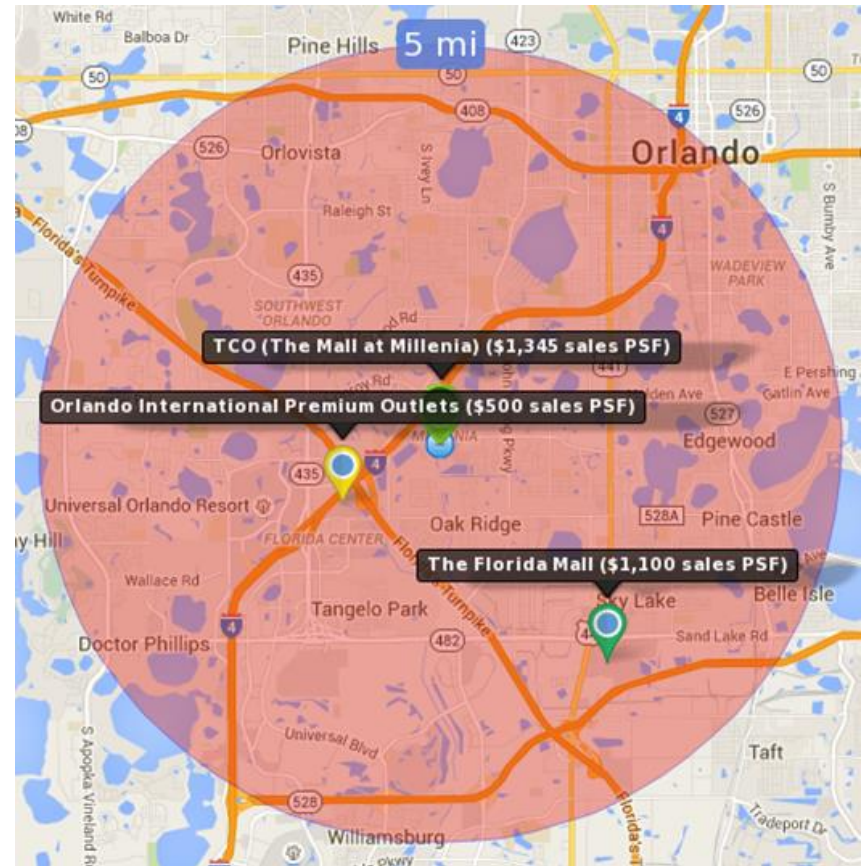 White Rd
Balboa Dr
Pine Hills
5 mi
423
50
50
50
408
4
526
526
Orlovista
Orlando
S Ivey Ln
S Bumby Ave
Raleigh St
4
Florida's Turnpike
435
WADEVIEW
PARK
SOUTHWEST
ORLANDO
TCO (The Mall at Millenia) ($1,345 sales PSF)
441
E Pershing
Gatlin Ave
Orlando International Premium Outlets ($500 sales PSF)
527
Edgewood
435
4
Universal Orlando Resort
Oak Ridge
528A
Pine Castle
FLORIDA CENTER
The Florida Mall ($1,100 sales PSF)
Wallace Rd
Sky Lake
Belle Isle
Tangelo Park
4
482
Sand Lake Rd
Doctor Phillips
Universal Blvd
S Apopka Vineland R
Taft
528
Florida's
Tradeport Dr
Williamsburg